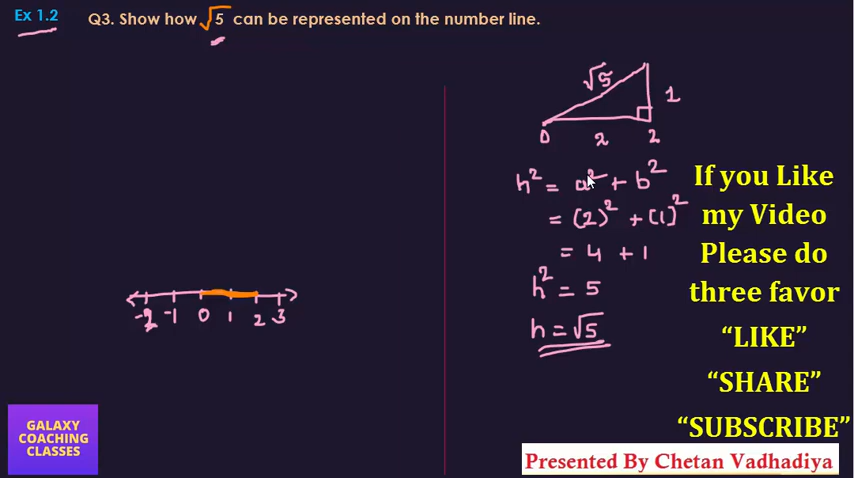 Ex 1.2
Q3. Show how √5 can be represented on the number line.
√5
1
0 2 2
h² = a² + b²
= (2)² + (1)²
= 4 + 1
h² = 5
h = √5
-2 -1 0 1 2 3
If you Like
my Video
Please do
three favor
“LIKE”
“SHARE”
“SUBSCRIBE”
GALAXY
COACHING
CLASSES
Presented By Chetan Vadhadiya